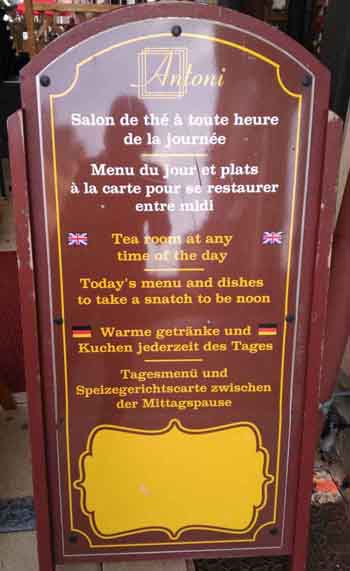 Antoni
Salon de thé à toute heure
de la journée
Menu du jour et plats
à la carte pour se restaurer
entre midi
Tea room at any
time of the day
Today's menu and dishes
to take a snatch to be noon
Warme getränke und
Kuchen jederzeit des Tages
Tagesmenü und
Speizegerichtscarte zwischen
der Mittagspause